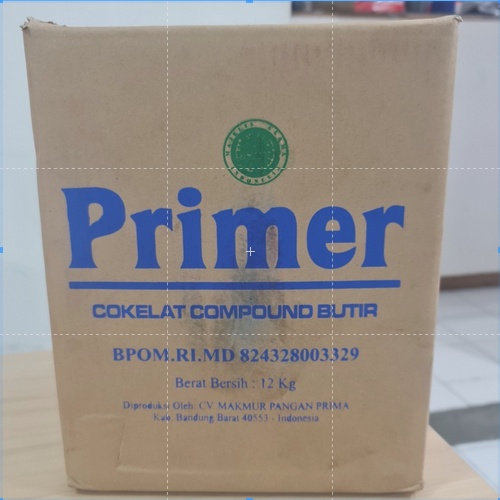 Primer
COKELAT COMPOUND BUTIR
BPOM.RI.MD 824328003329
Berat Bersih : 12 Kg
Diproduksi Oleh: CV. MAKMUR PANGAN PRIMA
Kab. Bandung Barat 40553 - Indonesia